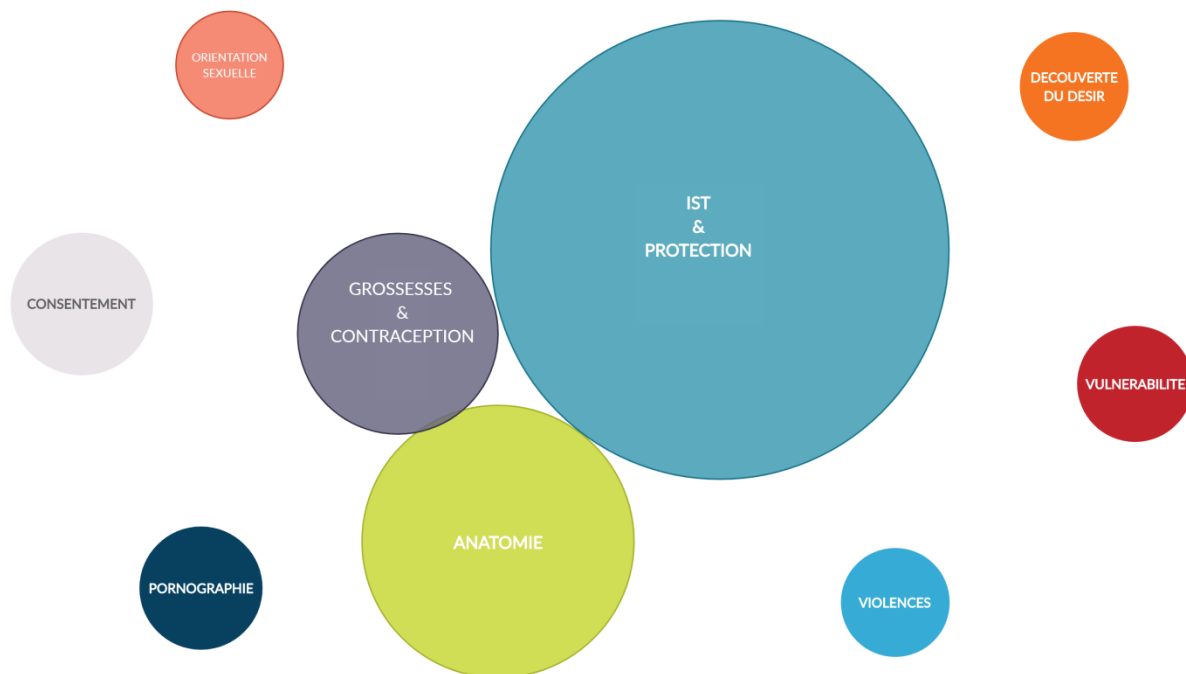 ORIENTATION
SEXUELLE
DECOUVERTE
DU DESIR
IST
&
PROTECTION
CONSENTEMENT
GROSSESSES
&
CONTRACEPTION
VULNERABILITE
ANATOMIE
PORNOGRAPHIE
VIOLENCES